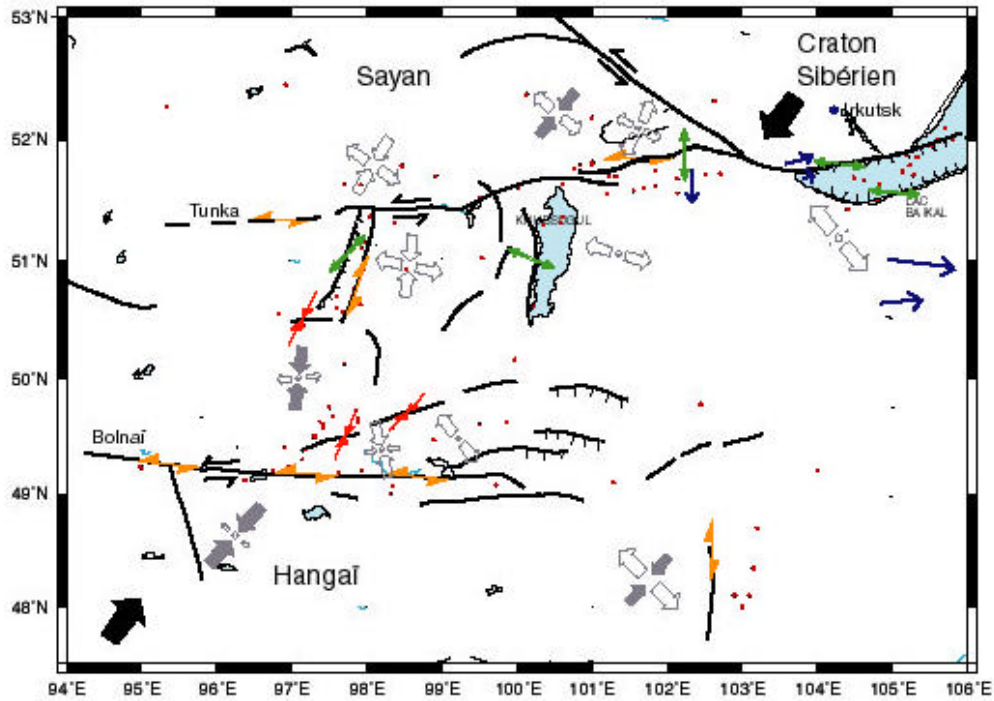 53˚N
52˚N
51˚N
50˚N
49˚N
48˚N
Sayan
Craton
Sibérien
Irkutsk
Tunka
LAC
BAIKAL
Bolnaï
Hangaï
94˚E 95˚E 96˚E 97˚E 98˚E 99˚E 100˚E 101˚E 102˚E 103˚E 104˚E 105˚E 106˚E